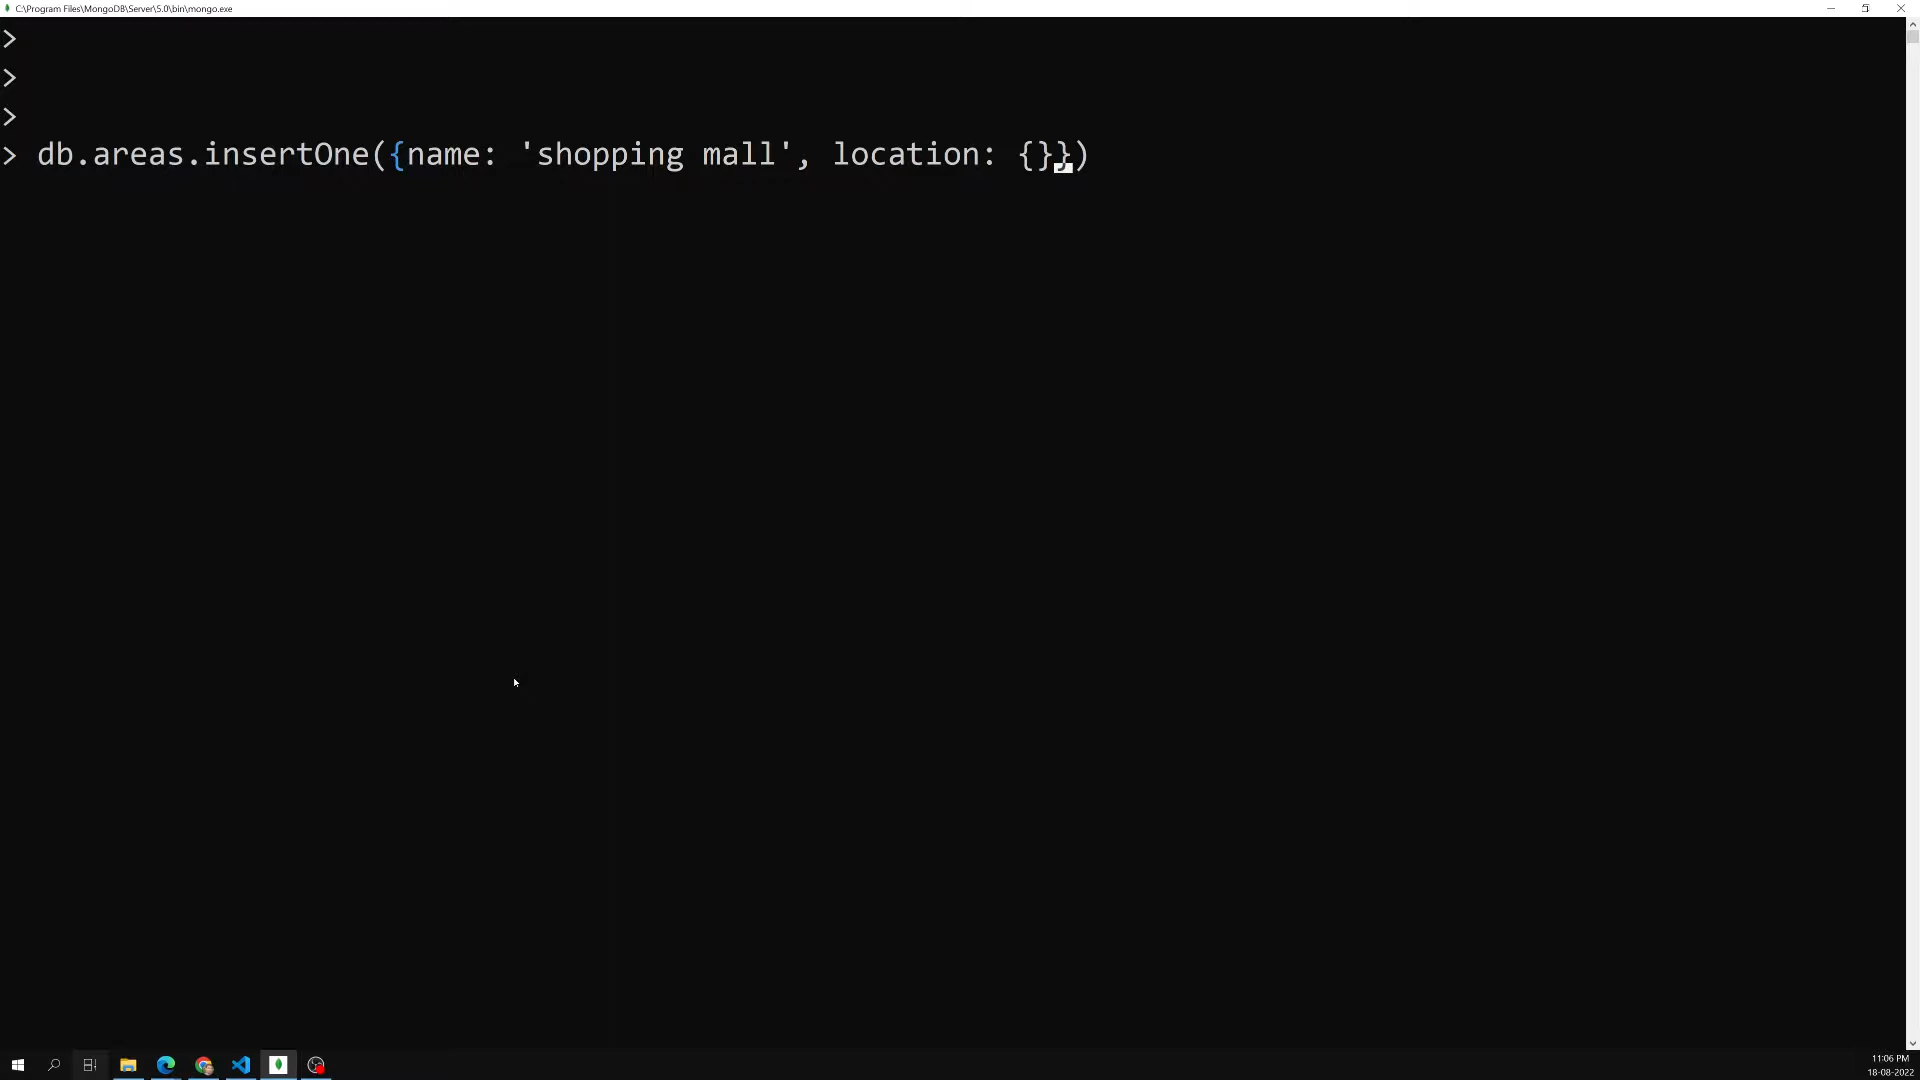 C:\Program Files\MongoDB\Server\5.0\bin\mongo.exe
>
>
>
> db.areas.insertOne({name: 'shopping mall', location: {}})
11:06 PM
18-08-2022